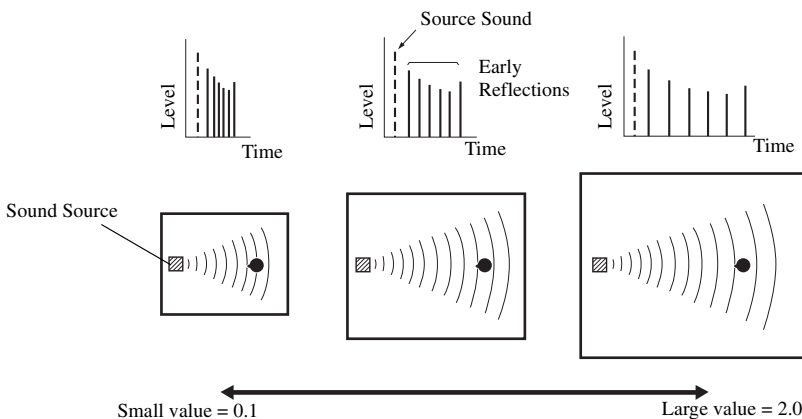 Source Sound
Early
Reflections
Level
Time
Level
Time
Level
Time
Sound Source
Small value = 0.1
Large value = 2.0